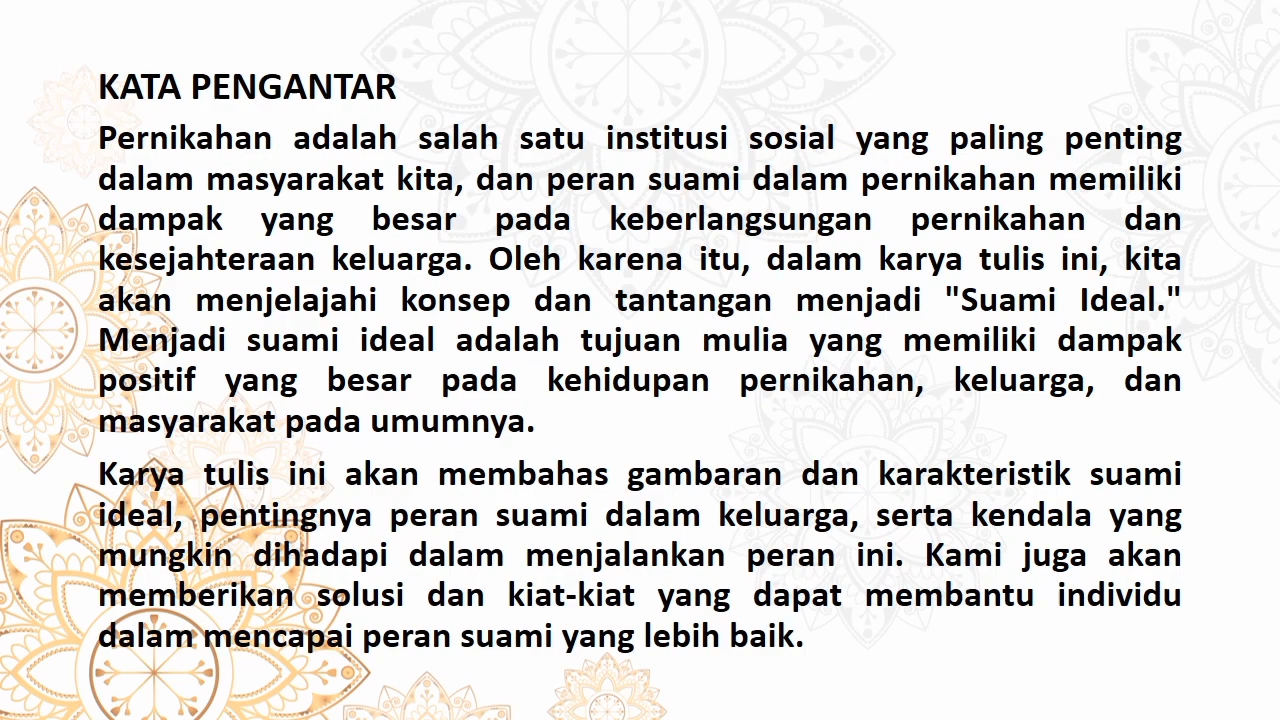 KATA PENGANTAR
Pernikahan adalah salah satu institusi sosial yang paling penting
dalam masyarakat kita, dan peran suami dalam pernikahan memiliki
dampak yang besar pada keberlangsungan pernikahan dan
kesejahteraan keluarga. Oleh karena itu, dalam karya tulis ini, kita
akan menjelajahi konsep dan tantangan menjadi "Suami Ideal."
Menjadi suami ideal adalah tujuan mulia yang memiliki dampak
positif yang besar pada kehidupan pernikahan, keluarga, dan
masyarakat pada umumnya.
Karya tulis ini akan membahas gambaran dan karakteristik suami
ideal, pentingnya peran suami dalam keluarga, serta kendala yang
mungkin dihadapi dalam menjalankan peran ini. Kami juga akan
memberikan solusi dan kiat-kiat yang dapat membantu individu
dalam mencapai peran suami yang lebih baik.